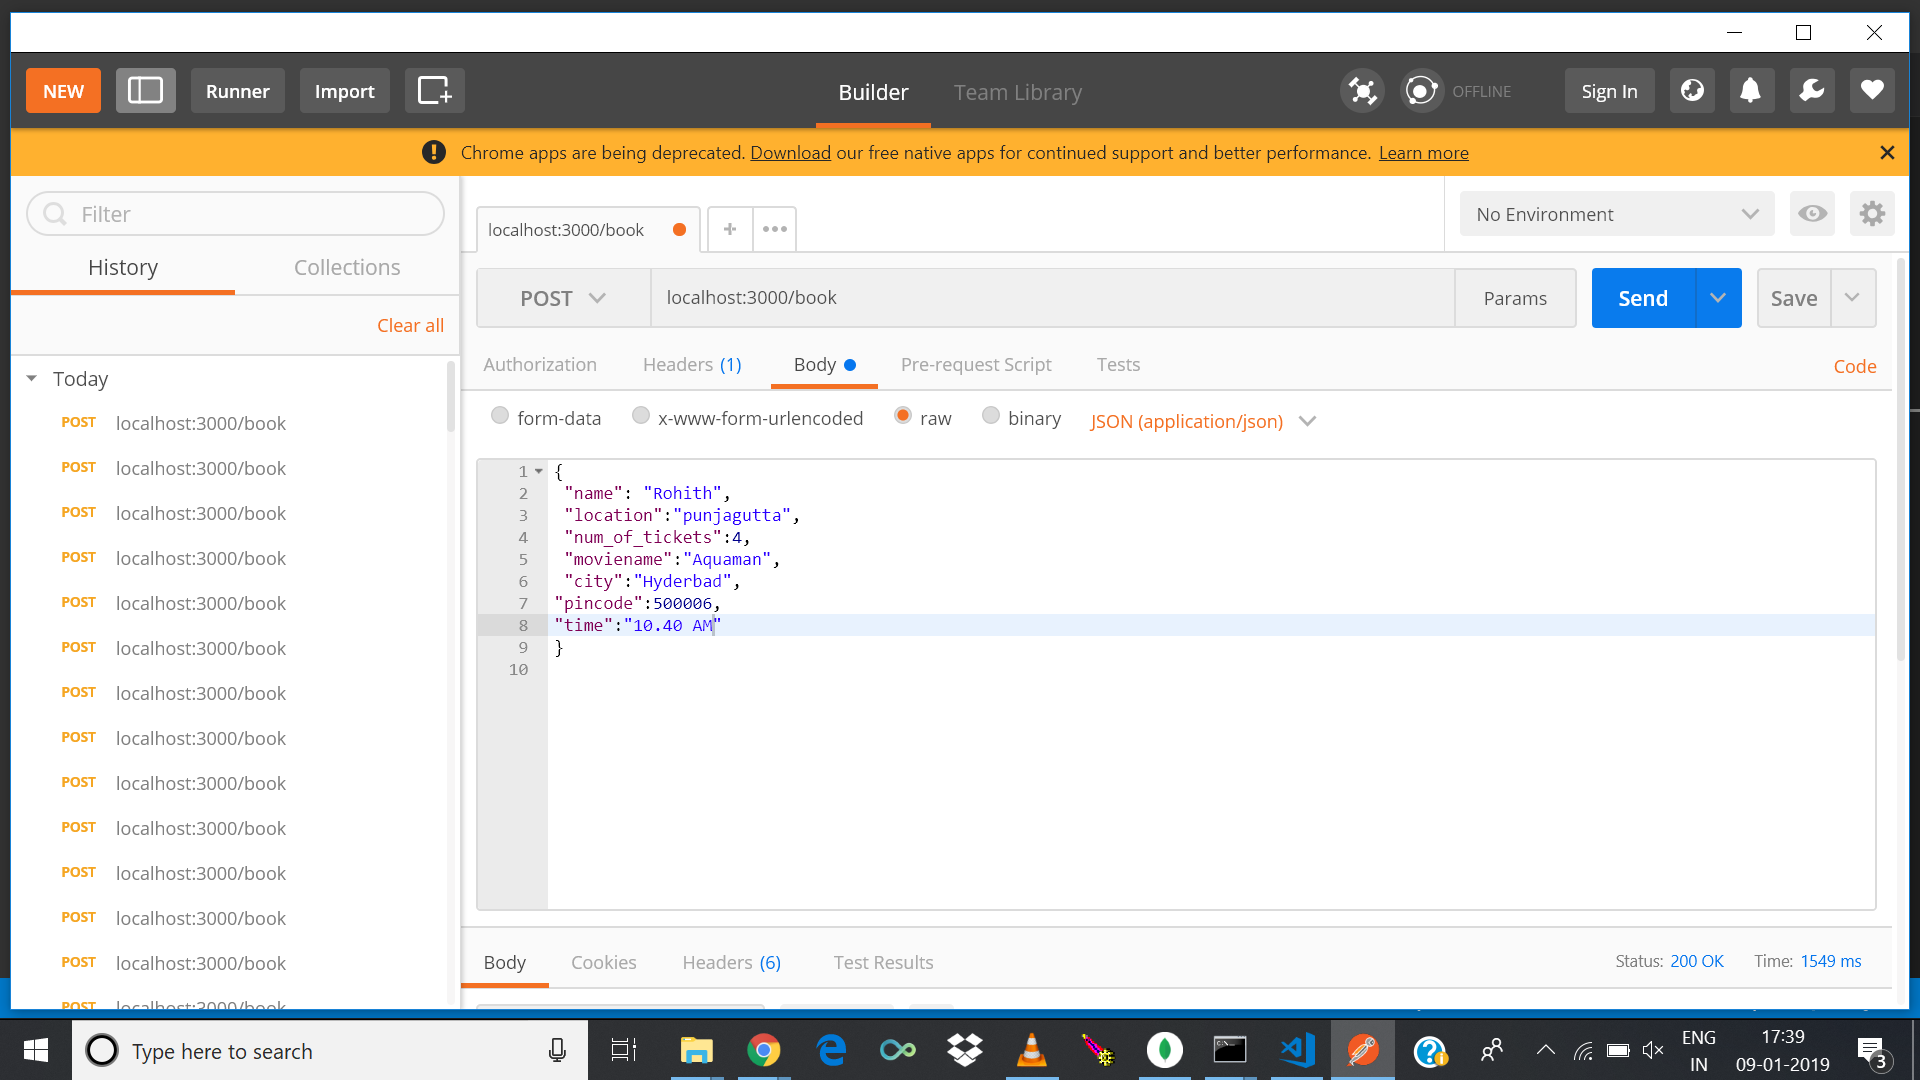 NEW
Runner
Import
Builder
Team Library
OFFLINE
Sign In
Chrome apps are being deprecated. Download our free native apps for continued support and better performance. Learn more
Filter
History
Collections
Clear all
Today
POST localhost:3000/book
POST localhost:3000/book
POST localhost:3000/book
POST localhost:3000/book
POST localhost:3000/book
POST localhost:3000/book
POST localhost:3000/book
POST localhost:3000/book
POST localhost:3000/book
POST localhost:3000/book
POST localhost:3000/book
POST localhost:3000/book
POST localhost:3000/book
POST localhost:3000/book
localhost:3000/book
No Environment
POST
localhost:3000/book
Params
Send
Save
Authorization
Headers (1)
Body
Pre-request Script
Tests
Code
form-data
x-www-form-urlencoded
raw
binary
JSON (application/json)
1 {
2 "name": "Rohith",
3 "location":"punjagutta",
4 "num_of_tickets":4,
5 "moviename":"Aquaman",
6 "city":"Hyderbad",
7 "pincode":500006,
8 "time":"10.40 AM"
9 }
10
Body
Cookies
Headers (6)
Test Results
Status: 200 OK
Time: 1549 ms
Type here to search
ENG
IN
17:39
09-01-2019
3